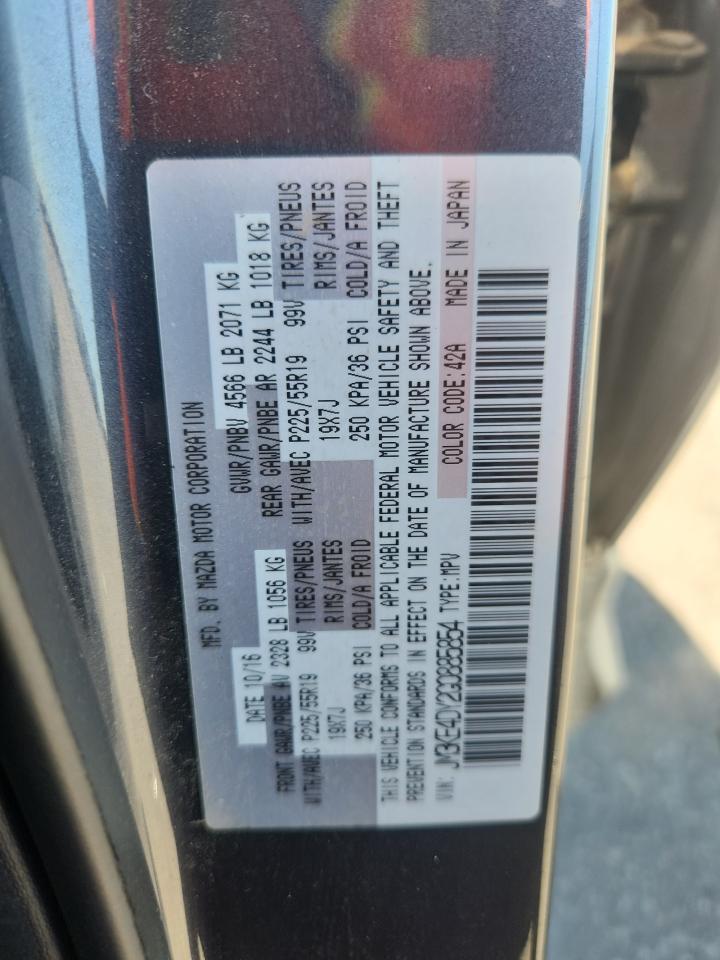 MFD. BY MAZDA MOTOR CORPORATION
DATE 10/16 GVWR/PNBV 4566 LB 2071 KG
FRONT GAWR/PNBE AV 2328 LB 1056 KG REAR GAWR/PNBE AR 2244 LB 1018 KG
WITH/AVEC P225/55R19 99V TIRES/PNEUS WITH/AVEC P225/55R19 99V TIRES/PNEUS
19X7J RIMS/JANTES 19X7J RIMS/JANTES
250 KPA/36 PSI COLD/A FROID 250 KPA/36 PSI COLD/A FROID
THIS VEHICLE CONFORMS TO ALL APPLICABLE FEDERAL MOTOR VEHICLE SAFETY AND THEFT
PREVENTION STANDARDS IN EFFECT ON THE DATE OF MANUFACTURE SHOWN ABOVE.
VIN: JM3KE4DY2G0885854 TYPE:MPV COLOR CODE:42A MADE IN JAPAN